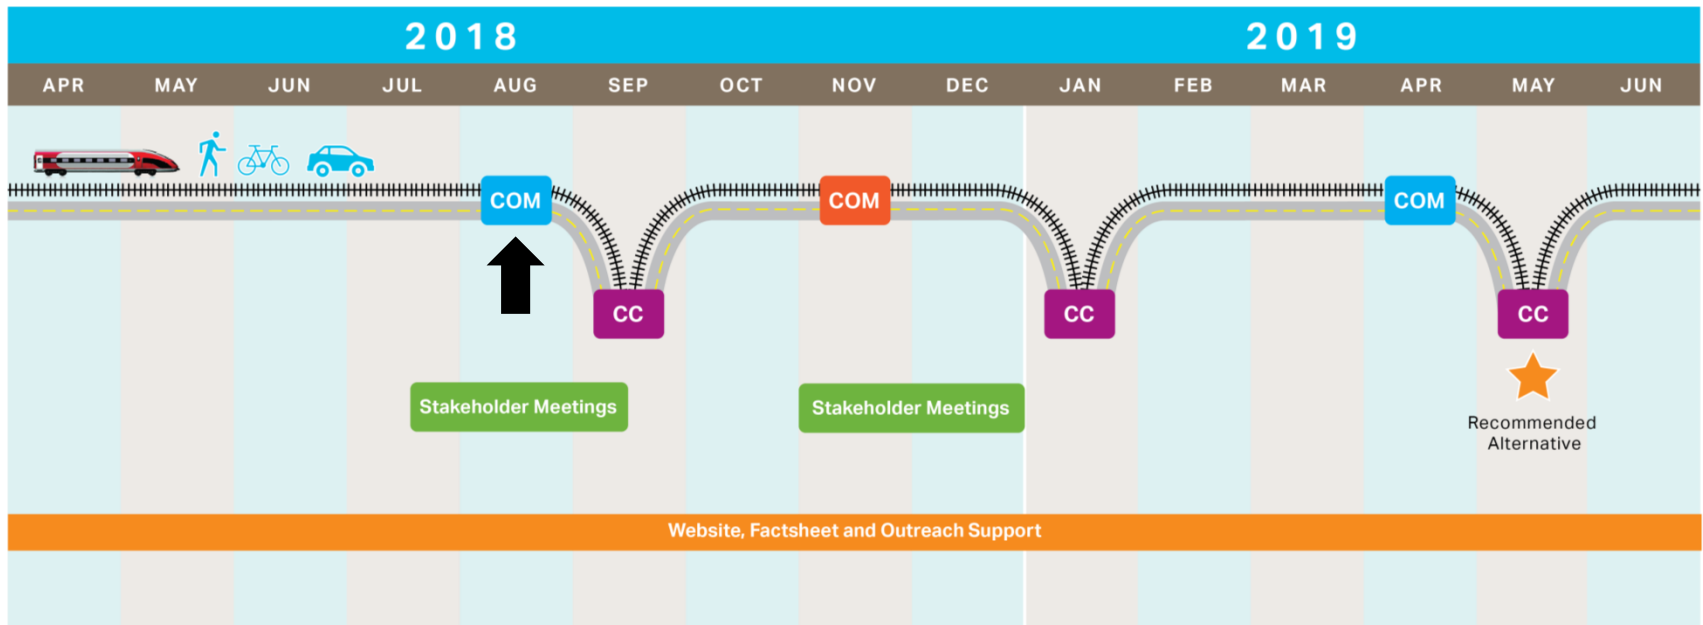 2018 2019
APR MAY JUN JUL AUG SEP OCT NOV DEC JAN FEB MAR APR MAY JUN
COM COM COM
CC CC CC
Stakeholder Meetings Stakeholder Meetings
Recommended
Alternative
Website, Factsheet and Outreach Support